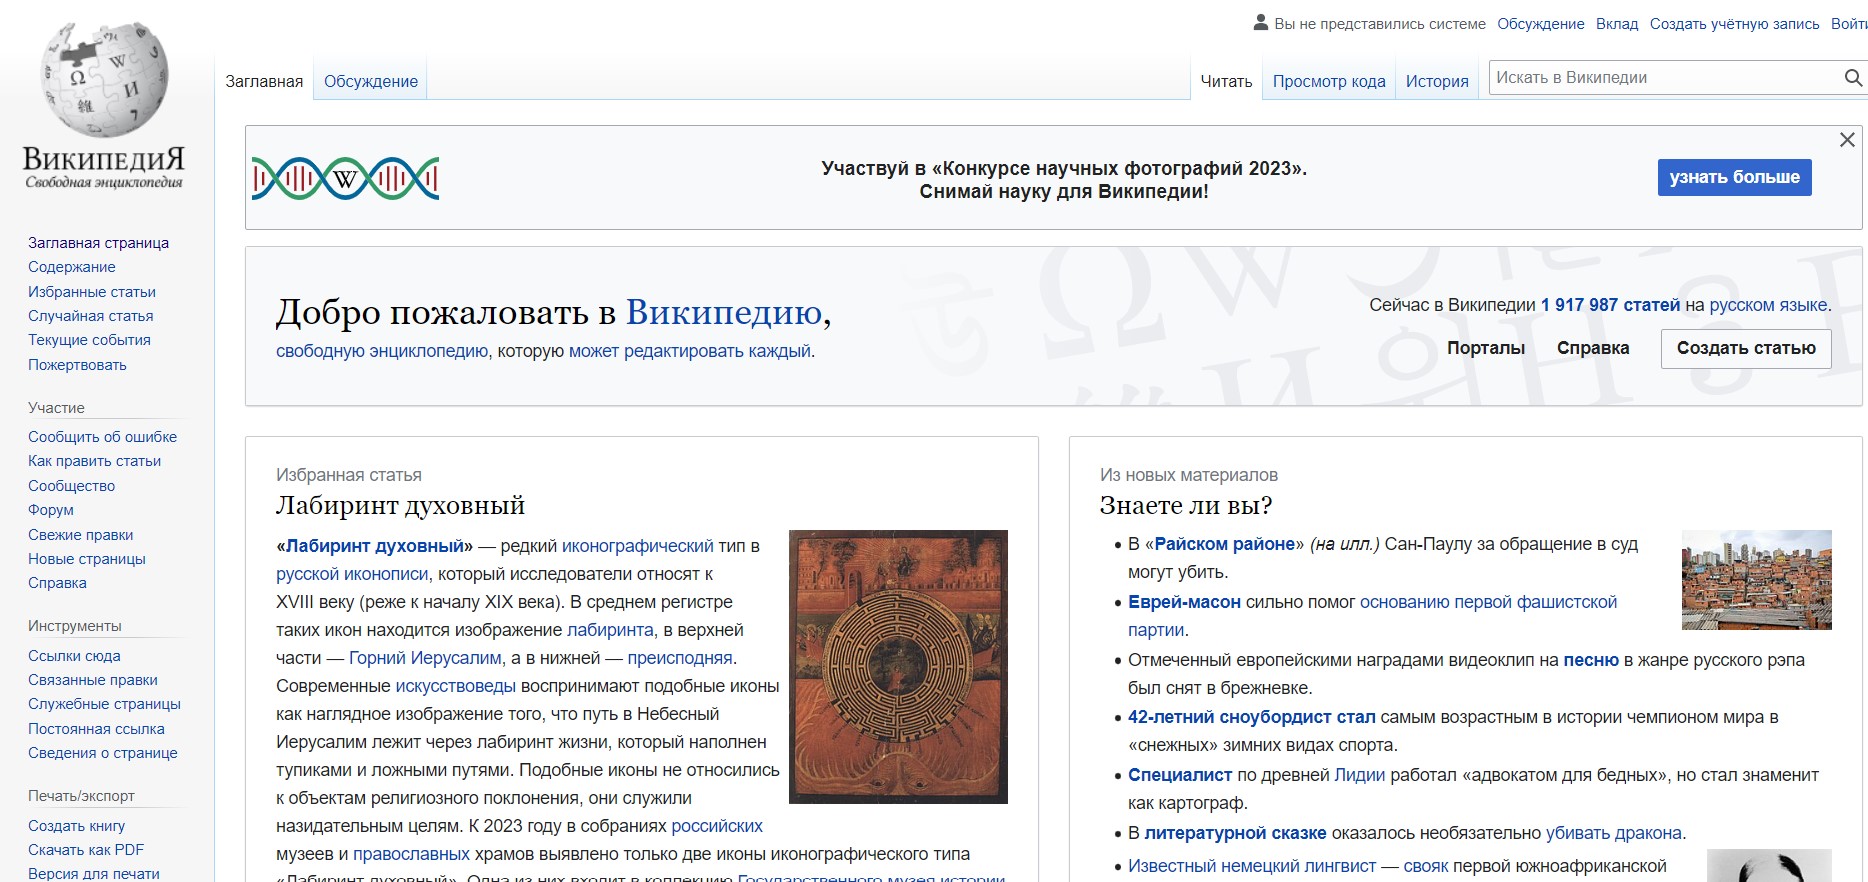 Вы не представились системе Обсуждение Вклад Создать учётную запись Войти
Заглавная Обсуждение Читать Просмотр кода История Искать в Википедии
ВикипедиЯ
Свободная энциклопедия
Заглавная страница
Содержание
Избранные статьи
Случайная статья
Текущие события
Пожертвовать
Участие
Сообщить об ошибке
Как править статьи
Сообщество
Форум
Свежие правки
Новые страницы
Справка
Инструменты
Ссылки сюда
Связанные правки
Служебные страницы
Постоянная ссылка
Сведения о странице
Печать/экспорт
Создать книгу
Скачать как PDF
Версия для печати
Участвуй в «Конкурсе научных фотографий 2023».
Снимай науку для Википедии!
узнать больше
Добро пожаловать в Википедию,
свободную энциклопедию, которую может редактировать каждый.
Сейчас в Википедии 1 917 987 статей на русском языке.
Порталы Справка Создать статью
Избранная статья
Лабиринт духовный
«Лабиринт духовный» — редкий иконографический тип в
русской иконописи, который исследователи относят к
XVIII веку (реже к началу XIX века). В среднем регистре
таких икон находится изображение лабиринта, в верхней
части — Горний Иерусалим, а в нижней — преисподняя.
Современные искусствоведы воспринимают подобные иконы
как наглядное изображение того, что путь в Небесный
Иерусалим лежит через лабиринт жизни, который наполнен
тупиками и ложными путями. Подобные иконы не относились
к объектам религиозного поклонения, они служили
назидательным целям. К 2023 году в собраниях российских
музеев и православных храмов выявлено только две иконы иконографического типа
«Лабиринт духовный». Одна из них входит в коллекцию Государственного музея истории
Из новых материалов
Знаете ли вы?
В «Райском районе» (на илл.) Сан-Паулу за обращение в суд
могут убить.
Еврей-масон сильно помог основанию первой фашистской
партии.
Отмеченный европейскими наградами видеоклип на песню в жанре русского рэпа
был снят в брежневке.
42-летний сноубордист стал самым возрастным в истории чемпионом мира в
«снежных» зимних видах спорта.
Специалист по древней Лидии работал «адвокатом для бедных», но стал знаменит
как картограф.
В литературной сказке оказалось необязательно убивать дракона.
Известный немецкий лингвист — свояк первой южноафриканской